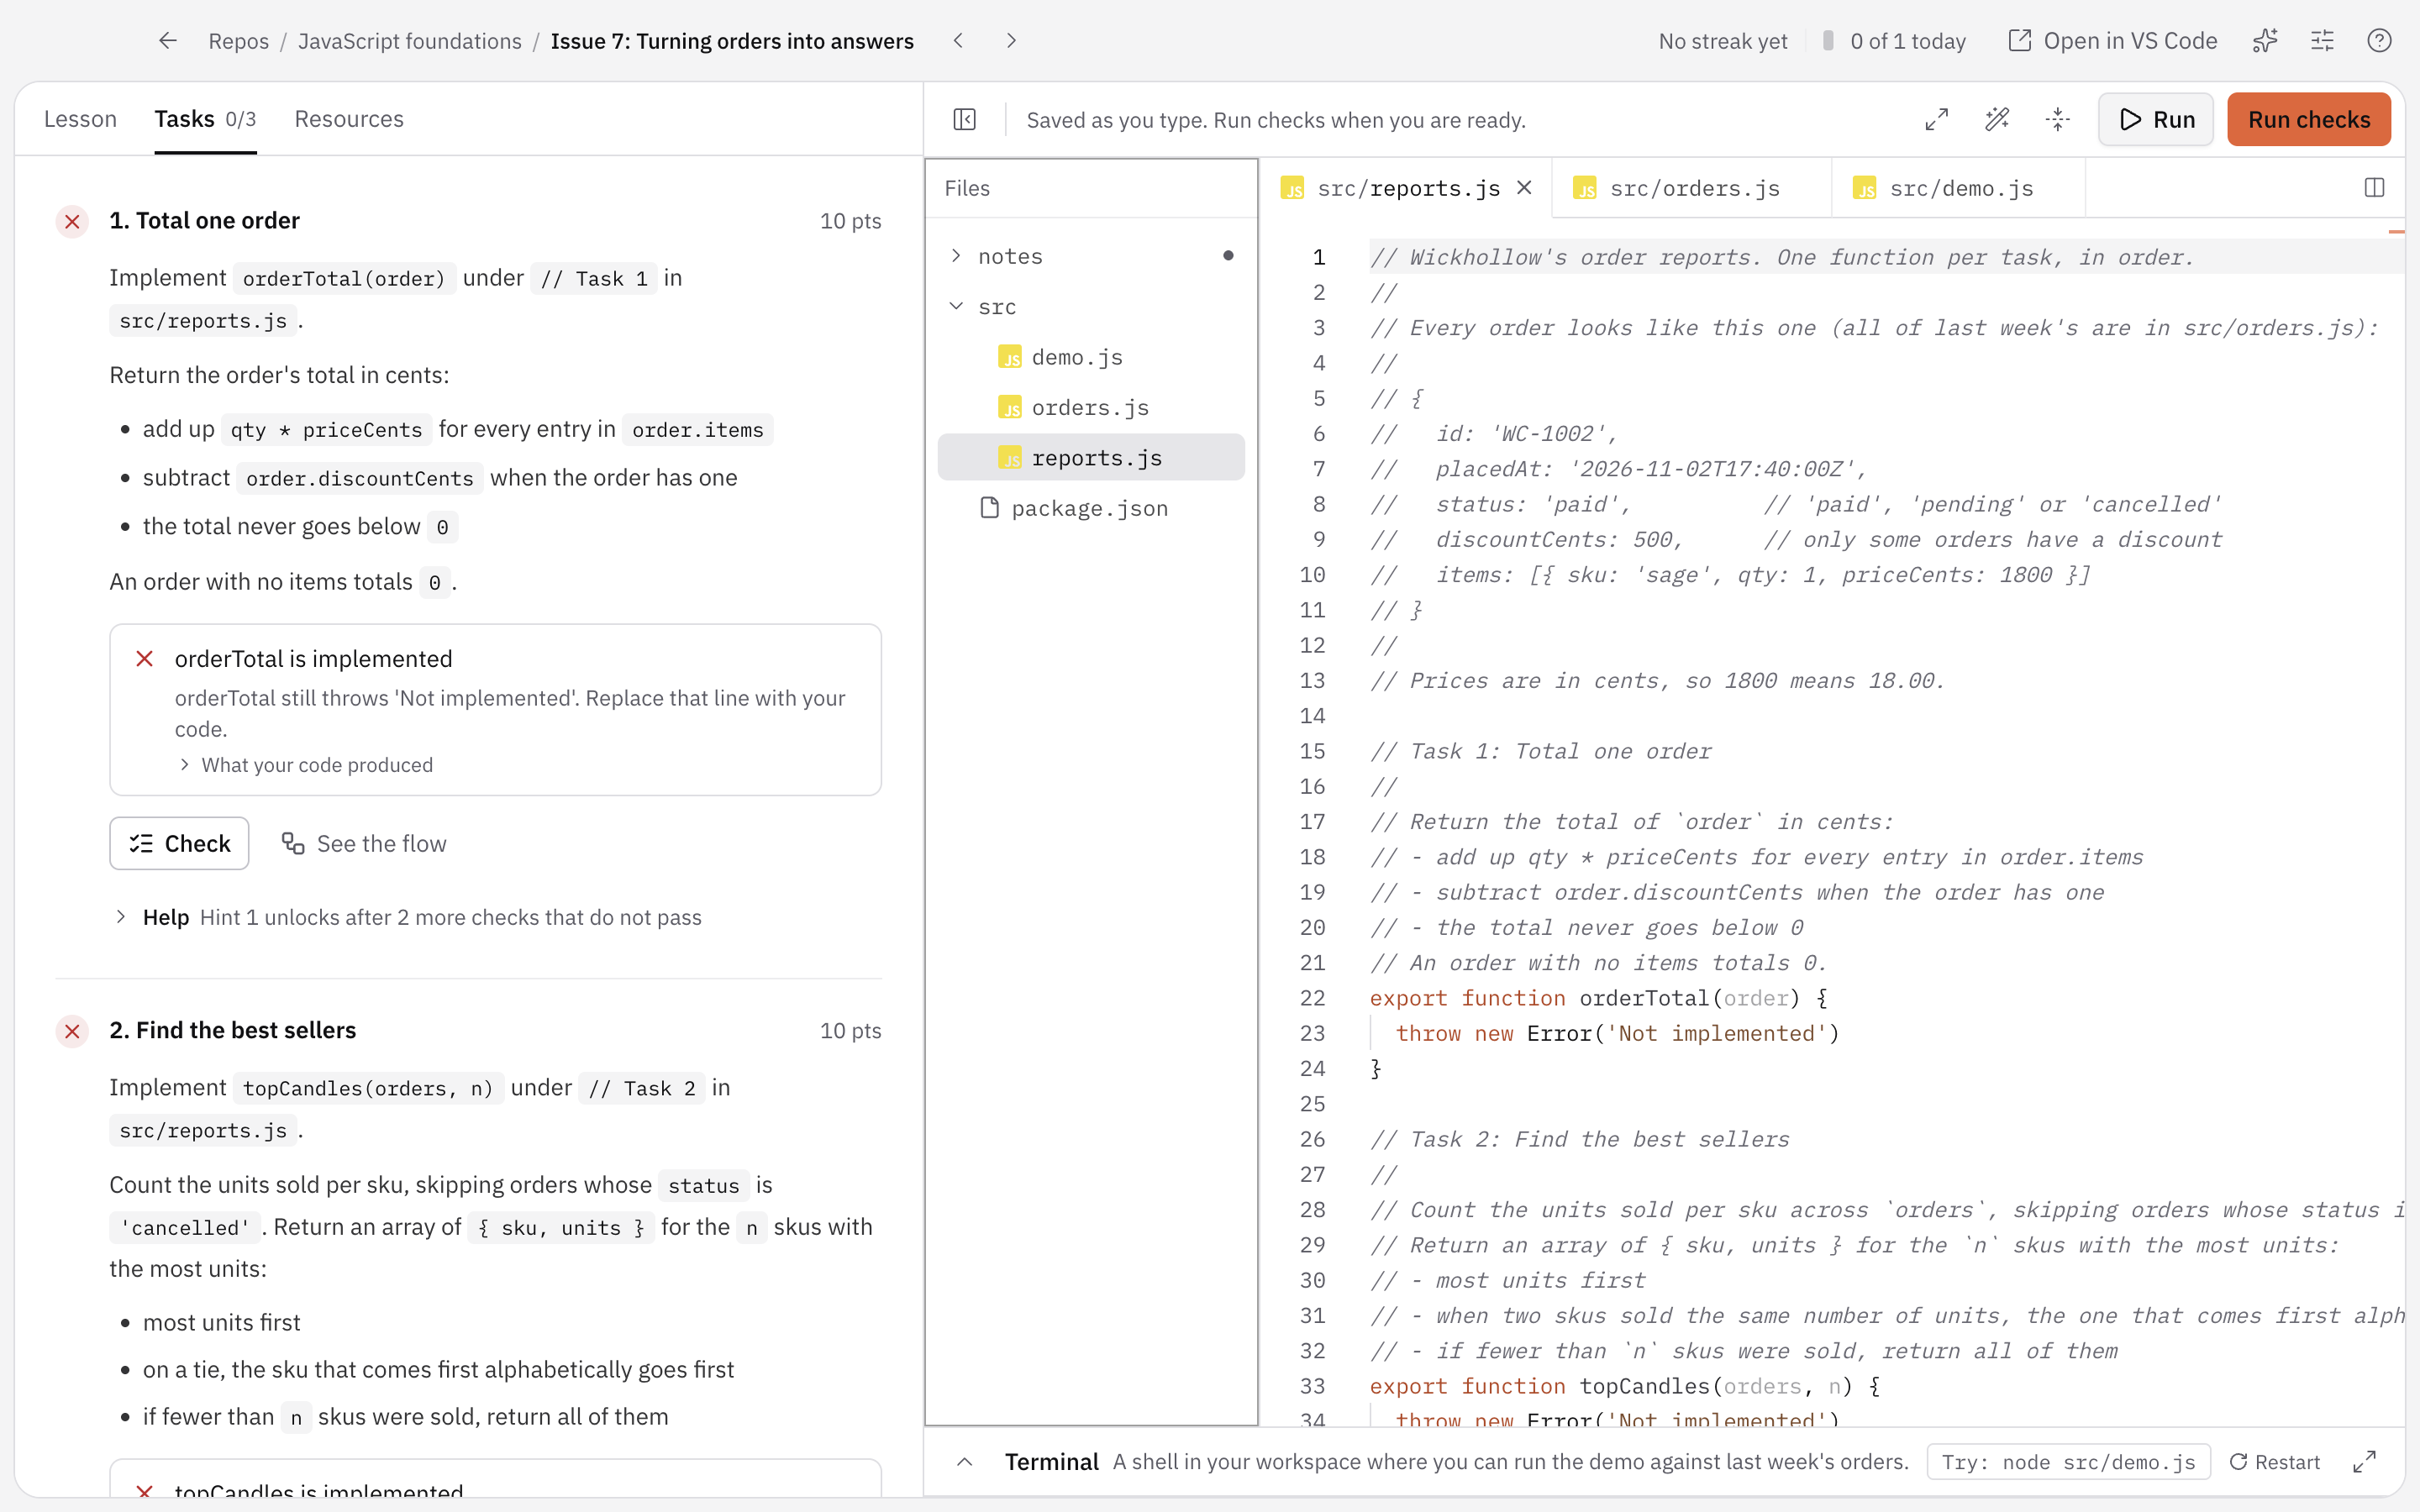 Repos / JavaScript foundations / Issue 7: Turning orders into answers
No streak yet
0 of 1 today
Open in VS Code
Lesson
Tasks 0/3
Resources
1. Total one order
10 pts
Implement orderTotal(order) under // Task 1 in
src/reports.js.
Return the order's total in cents:
• add up qty * priceCents for every entry in order.items
• subtract order.discountCents when the order has one
• the total never goes below 0
An order with no items totals 0.
orderTotal is implemented
orderTotal still throws 'Not implemented'. Replace that line with your
code.
What your code produced
Check
See the flow
Help Hint 1 unlocks after 2 more checks that do not pass
2. Find the best sellers
10 pts
Implement topCandles(orders, n) under // Task 2 in
src/reports.js.
Count the units sold per sku, skipping orders whose status is
'cancelled'. Return an array of { sku, units } for the n skus with
the most units:
• most units first
• on a tie, the sku that comes first alphabetically goes first
• if fewer than n skus were sold, return all of them
topCandles is implemented
Saved as you type. Run checks when you are ready.
Run
Run checks
Files
notes
src
JS demo.js
JS orders.js
JS reports.js
package.json
JS src/reports.js
JS src/orders.js
JS src/demo.js
1 // Wickhollow's order reports. One function per task, in order.
2 //
3 // Every order looks like this one (all of last week's are in src/orders.js):
4 //
5 // {
6 //   id: 'WC-1002',
7 //   placedAt: '2026-11-02T17:40:00Z',
8 //   status: 'paid',          // 'paid', 'pending' or 'cancelled'
9 //   discountCents: 500,      // only some orders have a discount
10 //   items: [{ sku: 'sage', qty: 1, priceCents: 1800 }]
11 // }
12 //
13 // Prices are in cents, so 1800 means 18.00.
14
15 // Task 1: Total one order
16 //
17 // Return the total of `order` in cents:
18 // - add up qty * priceCents for every entry in order.items
19 // - subtract order.discountCents when the order has one
20 // - the total never goes below 0
21 // An order with no items totals 0.
22 export function orderTotal(order) {
23   throw new Error('Not implemented')
24 }
25
26 // Task 2: Find the best sellers
27 //
28 // Count the units sold per sku across `orders`, skipping orders whose status i
29 // Return an array of { sku, units } for the `n` skus with the most units:
30 // - most units first
31 // - when two skus sold the same number of units, the one that comes first alph
32 // - if fewer than `n` skus were sold, return all of them
33 export function topCandles(orders, n) {
34   throw new Error('Not implemented')
Terminal A shell in your workspace where you can run the demo against last week's orders.
Try: node src/demo.js
Restart